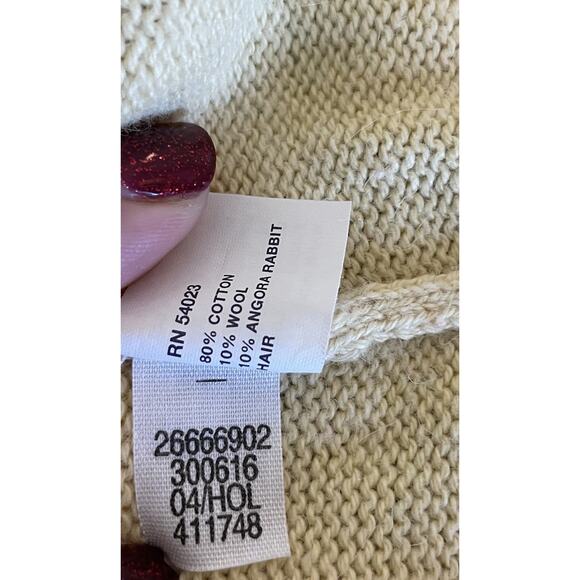 RN 54023
80% COTTON
10% WOOL
10% ANGORA RABBIT
HAIR
26666902
300616
04/HOL
411748